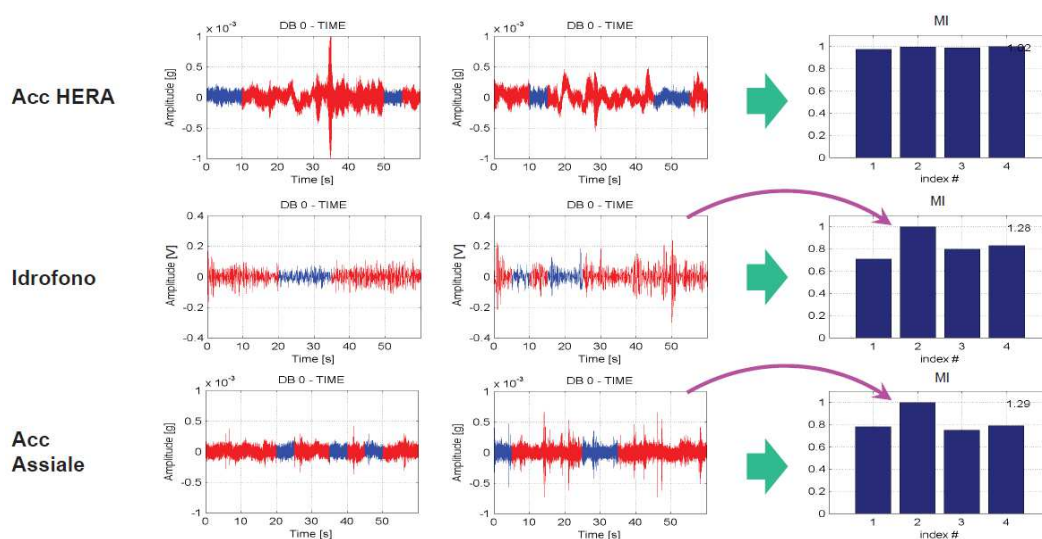 Acc HERA
× 10⁻³
DB 0 - TIME
Amplitude [g]
1
0.5
0
-0.5
-1
0 10 20 30 40 50
Time [s]
× 10⁻³
DB 0 - TIME
Amplitude [g]
1
0.5
0
-0.5
-1
0 10 20 30 40 50
Time [s]
MI
1.02
1
0.8
0.6
0.4
0.2
0
1 2 3 4
index #
Idrofono
DB 0 - TIME
Amplitude [V]
0.4
0.2
0
-0.2
-0.4
0 10 20 30 40 50
Time [s]
DB 0 - TIME
Amplitude [V]
0.4
0.2
0
-0.2
-0.4
0 10 20 30 40 50
Time [s]
MI
1.28
1
0.8
0.6
0.4
0.2
0
1 2 3 4
index #
Acc
Assiale
× 10⁻³
DB 0 - TIME
Amplitude [g]
1
0.5
0
-0.5
-1
0 10 20 30 40 50
Time [s]
× 10⁻³
DB 0 - TIME
Amplitude [g]
1
0.5
0
-0.5
-1
0 10 20 30 40 50
Time [s]
MI
1.29
1
0.8
0.6
0.4
0.2
0
1 2 3 4
index #